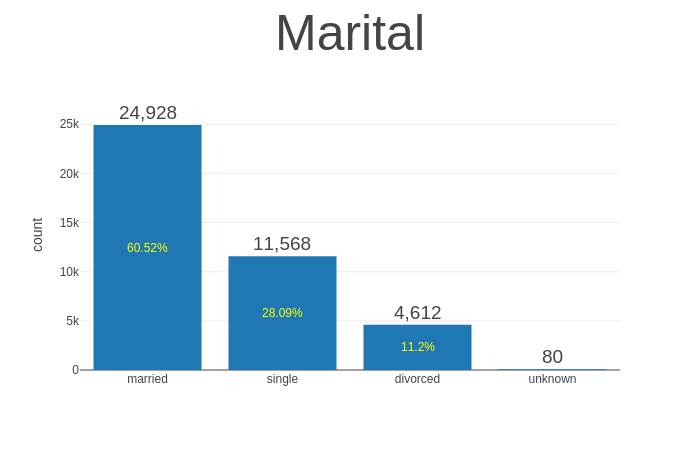 Marital
24,928
25k
20k
11,568
15k
count
60.52%
10k
4,612
28.09%
5k
11.2%
80
0
married single divorced unknown